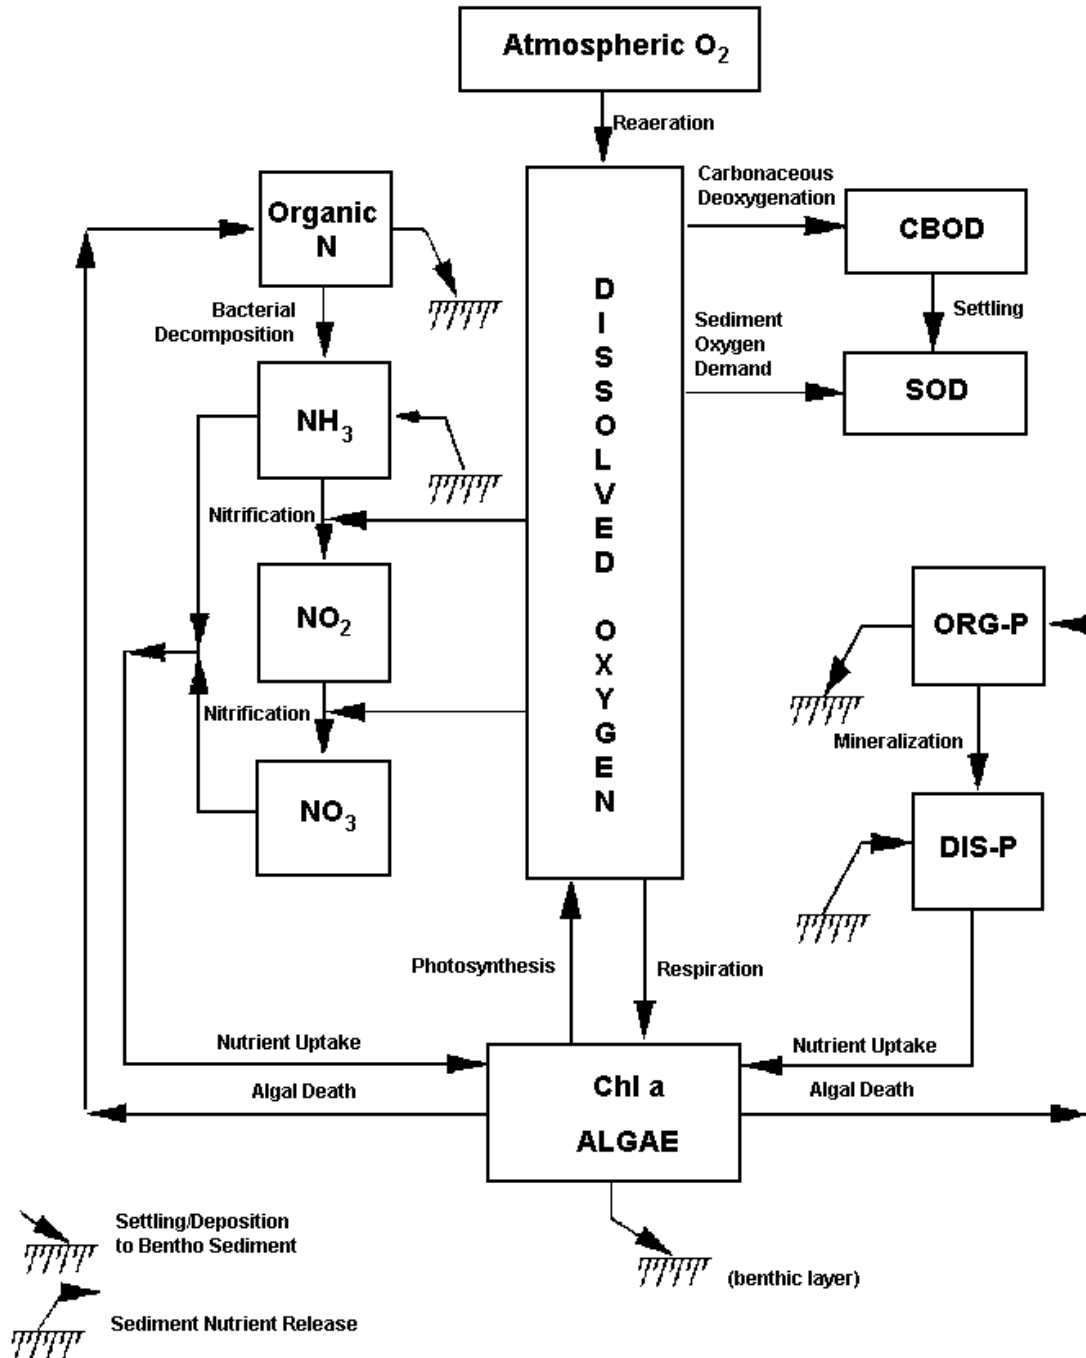 Atmospheric O₂
Reaeration
Carbonaceous
Deoxygenation
CBOD
Settling
Sediment
Oxygen
Demand
SOD
Organic
N
Bacterial
Decomposition
NH₃
Nitrification
NO₂
Nitrification
NO₃
DISSOLVED OXYGEN
ORG-P
Mineralization
DIS-P
Photosynthesis
Respiration
Nutrient Uptake
Algal Death
Chl a
ALGAE
Nutrient Uptake
Algal Death
(benthic layer)
Settling/Deposition
to Bentho Sediment
Sediment Nutrient Release